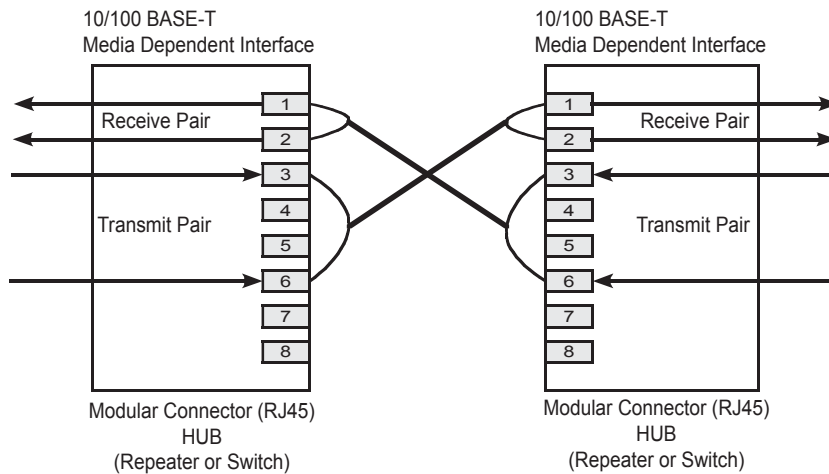 10/100 BASE-T
Media Dependent Interface
1
Receive Pair
2
3
4
Transmit Pair
5
6
7
8
Modular Connector (RJ45)
HUB
(Repeater or Switch)
10/100 BASE-T
Media Dependent Interface
1
Receive Pair
2
3
4
Transmit Pair
5
6
7
8
Modular Connector (RJ45)
HUB
(Repeater or Switch)